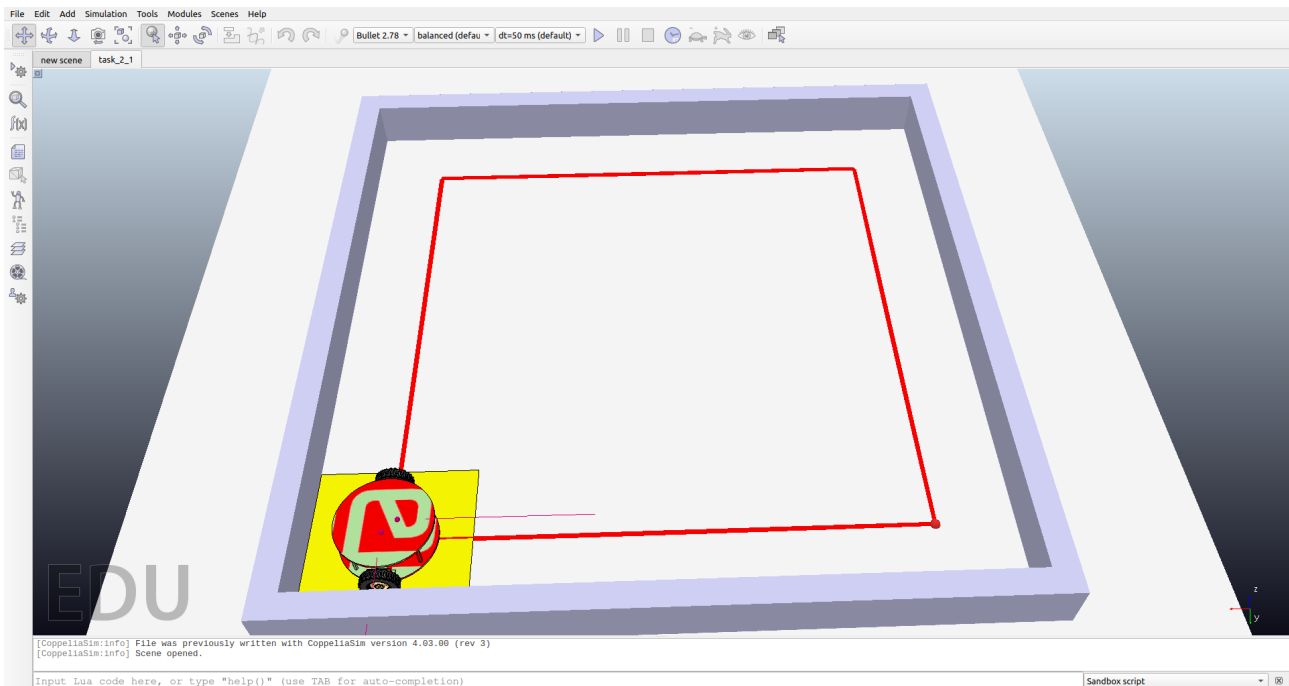 File Edit Add Simulation Tools Modules Scenes Help
Bullet 2.78 balanced (defau dt=50 ms (default)
new scene task_2_1
f(x)
EDU
z
y
[CoppeliaSim:info] File was previously written with CoppeliaSim version 4.03.00 (rev 3)
[CoppeliaSim:info] Scene opened.
Input Lua code here, or type "help()" (use TAB for auto-completion) Sandbox script